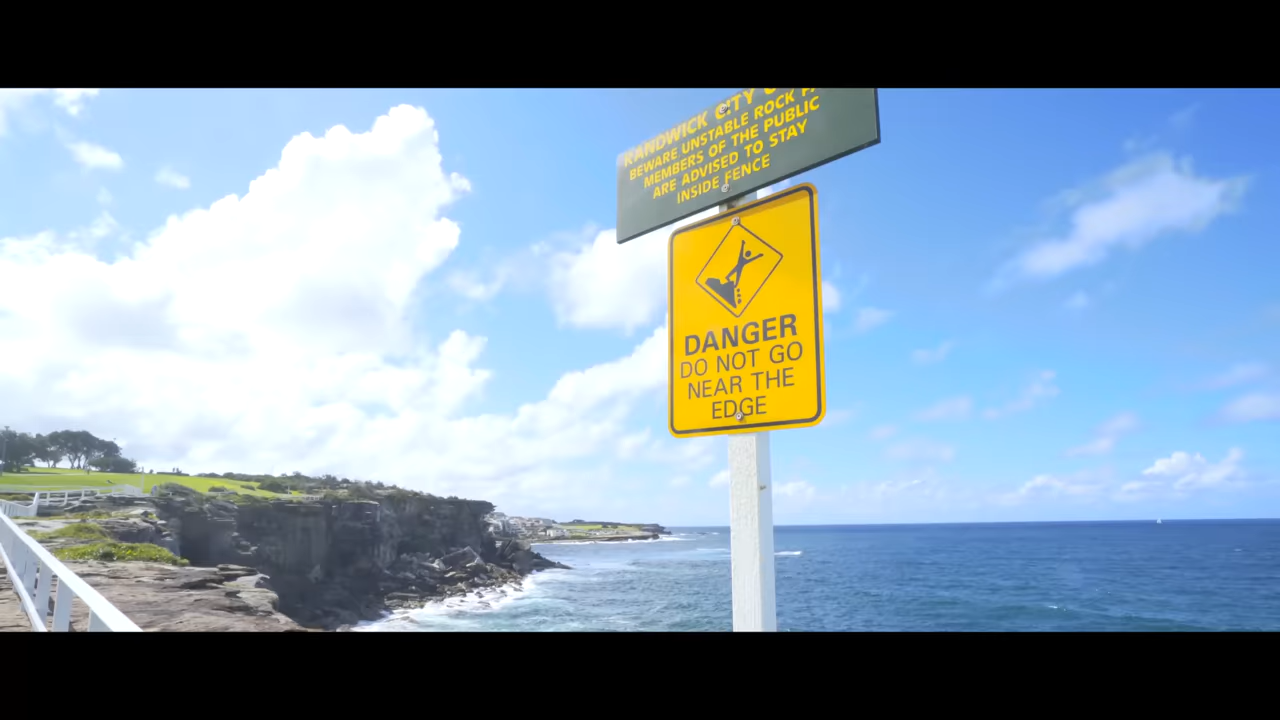 RANDWICK CITY
BEWARE UNSTABLE ROCK
MEMBERS OF THE PUBLIC
ARE ADVISED TO STAY
INSIDE FENCE
DANGER
DO NOT GO
NEAR THE
EDGE